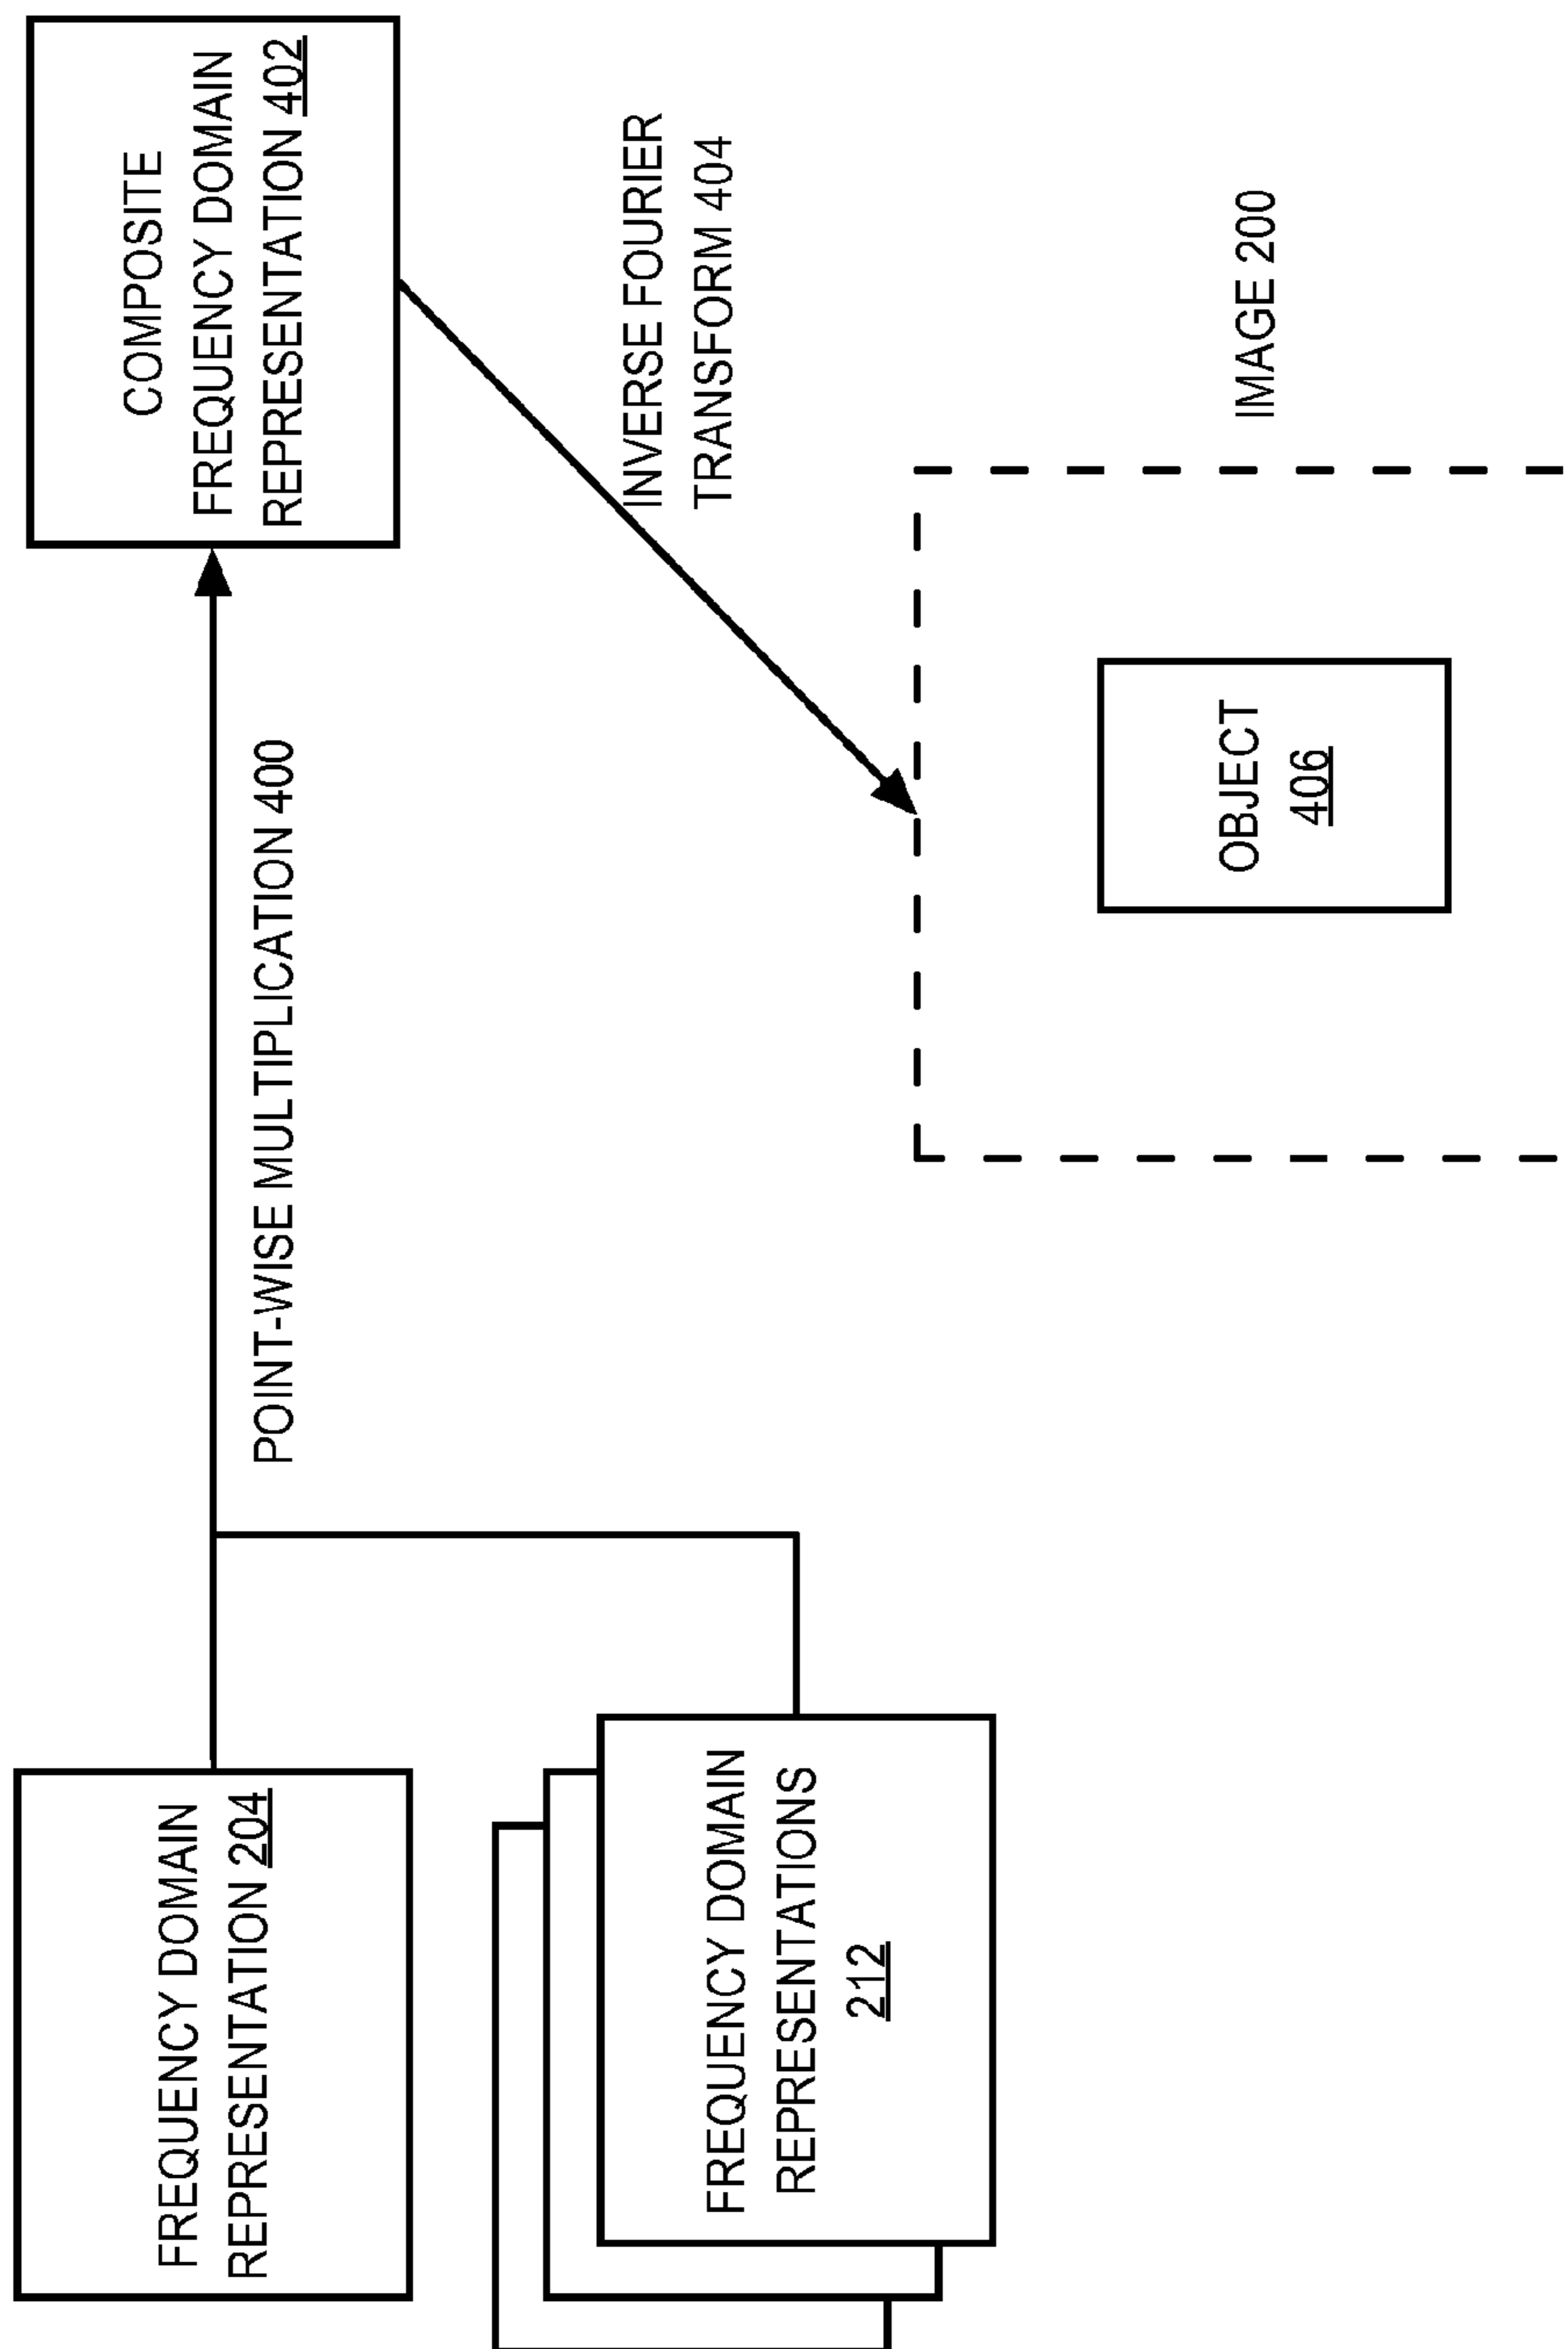 FREQUENCY DOMAIN
REPRESENTATION 204
FREQUENCY DOMAIN
REPRESENTATIONS
212
POINT-WISE MULTIPLICATION 400
COMPOSITE
FREQUENCY DOMAIN
REPRESENTATION 402
INVERSE FOURIER
TRANSFORM 404
OBJECT
406
IMAGE 200